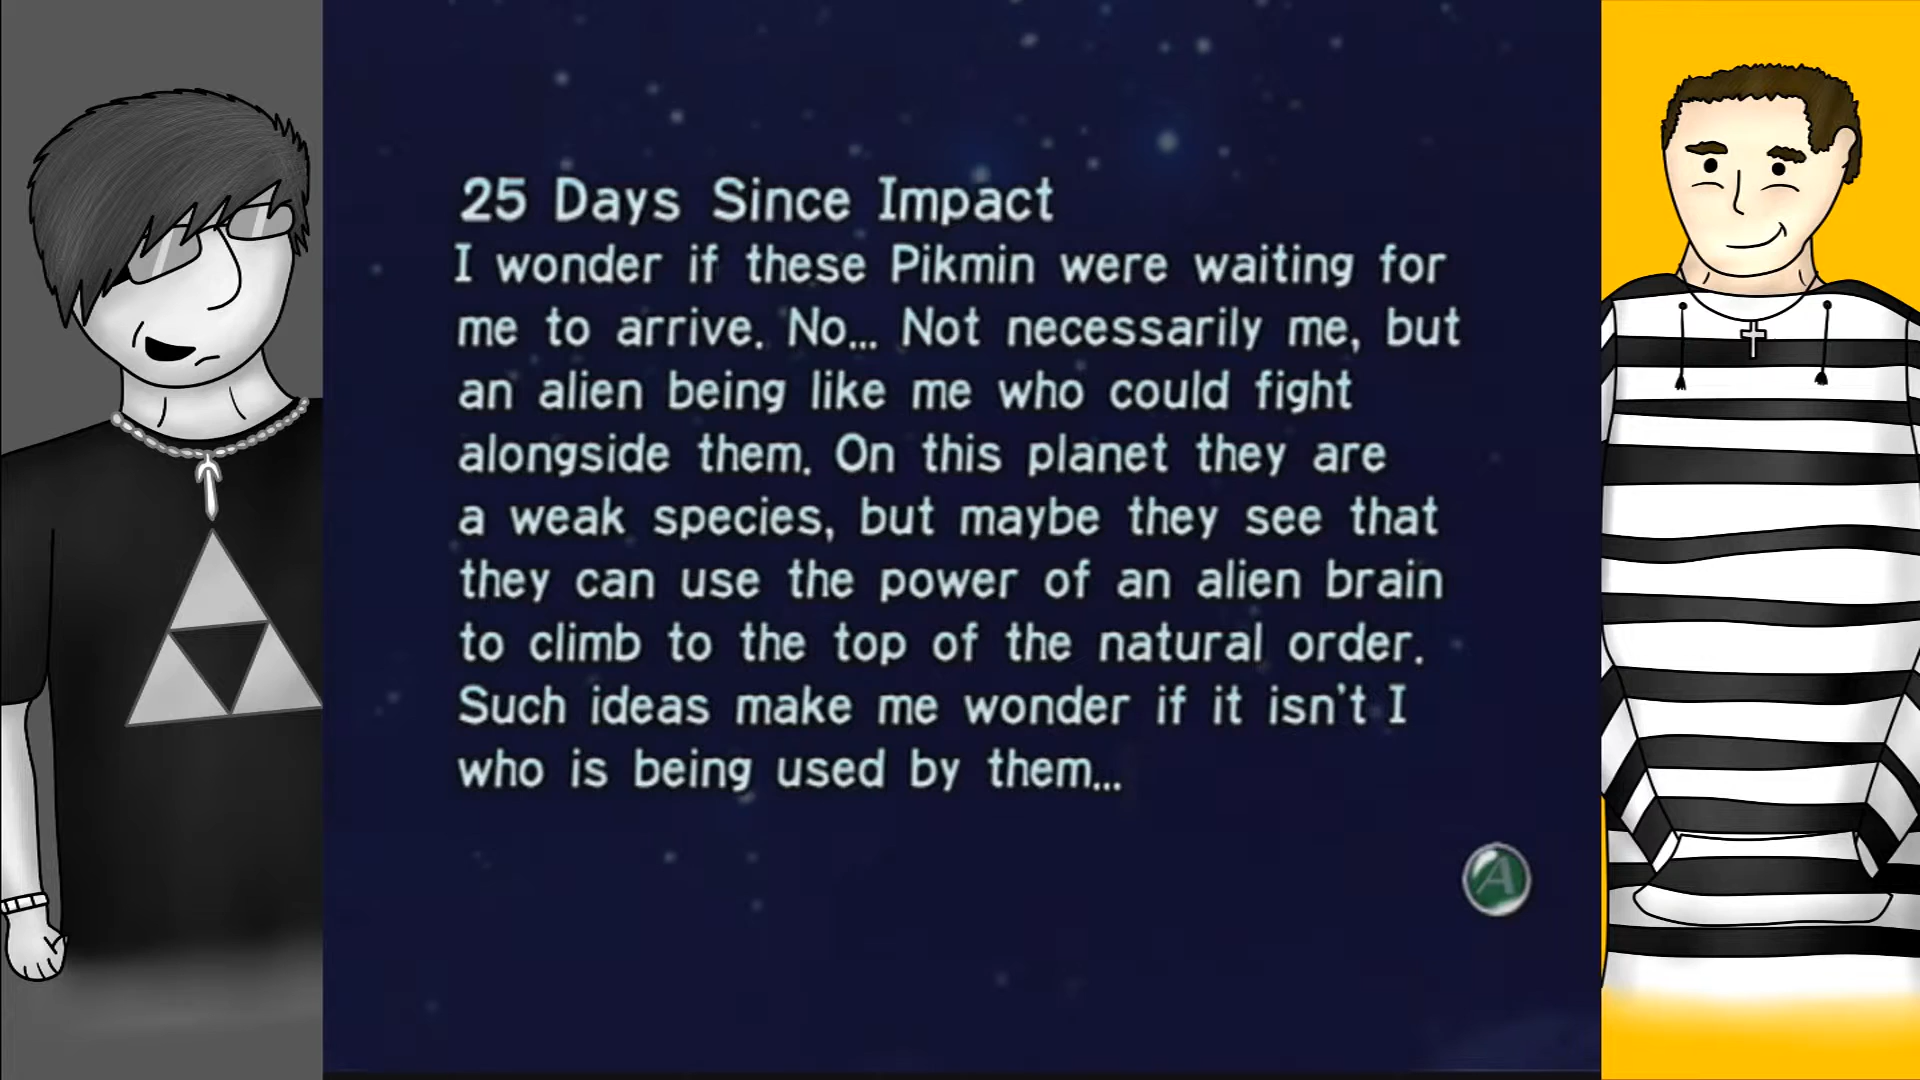 25 Days Since Impact
I wonder if these Pikmin were waiting for
me to arrive. No... Not necessarily me, but
an alien being like me who could fight
alongside them. On this planet they are
a weak species, but maybe they see that
they can use the power of an alien brain
to climb to the top of the natural order.
Such ideas make me wonder if it isn't I
who is being used by them...
A